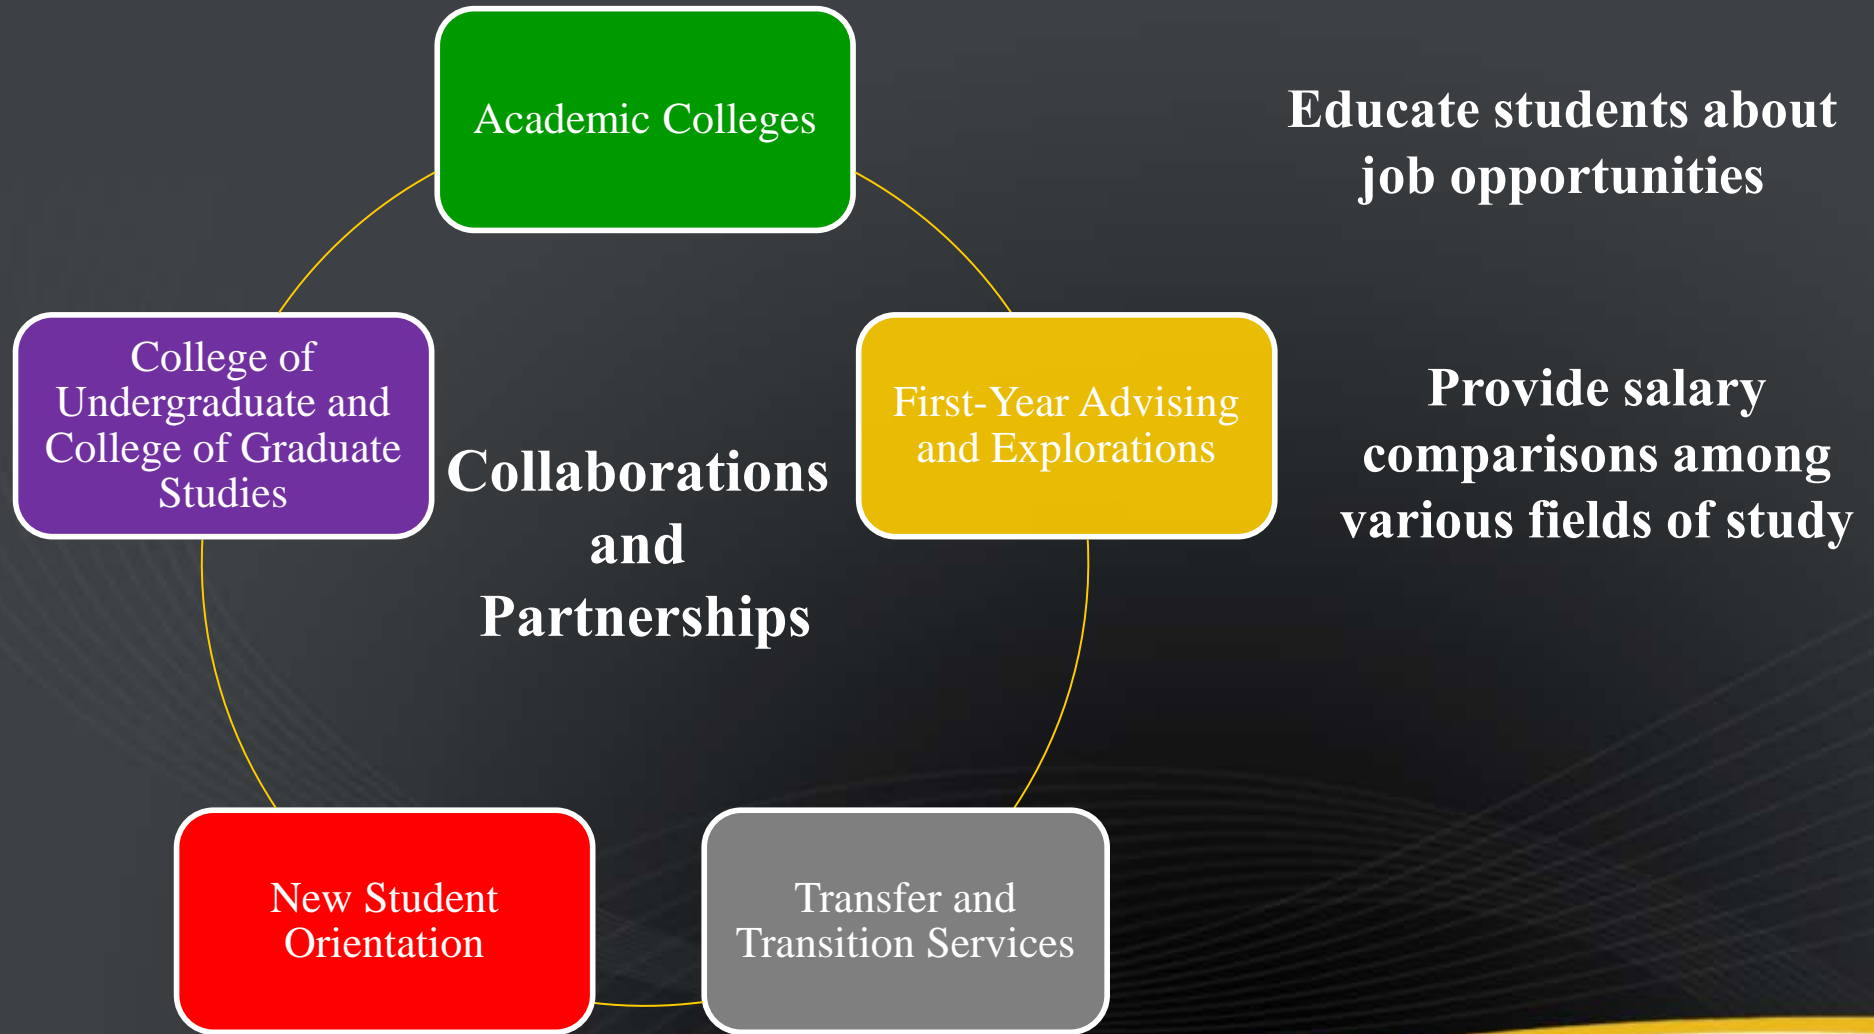 Academic Colleges
Educate students about
job opportunities
College of
Undergraduate and
College of Graduate
Studies
First-Year Advising
and Explorations
Provide salary
comparisons among
various fields of study
Collaborations
and
Partnerships
New Student
Orientation
Transfer and
Transition Services